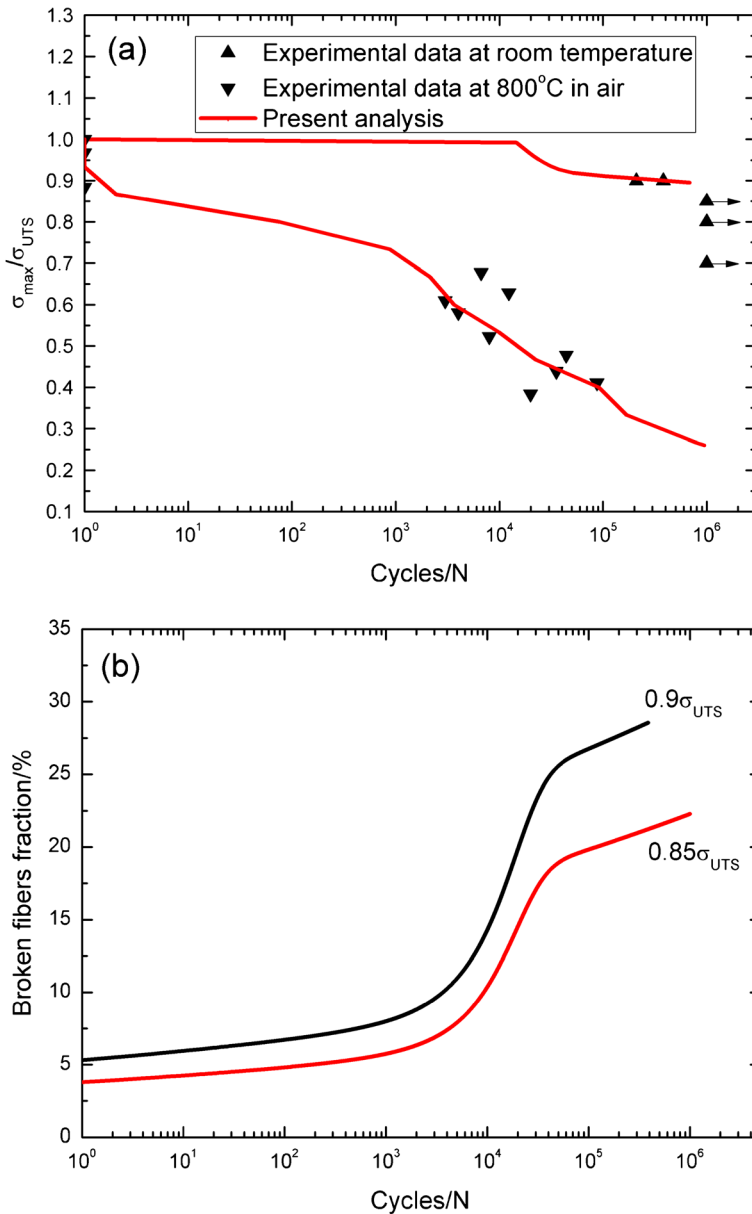 (a)
Experimental data at room temperature
Experimental data at 800°C in air
Present analysis
σmax/σUTS
1.3
1.2
1.1
1.0
0.9
0.8
0.7
0.6
0.5
0.4
0.3
0.2
0.1
10⁰ 10¹ 10² 10³ 10⁴ 10⁵ 10⁶
Cycles/N
(b)
0.9σUTS
0.85σUTS
Broken fibers fraction/%
35
30
25
20
15
10
5
0
10⁰ 10¹ 10² 10³ 10⁴ 10⁵ 10⁶
Cycles/N